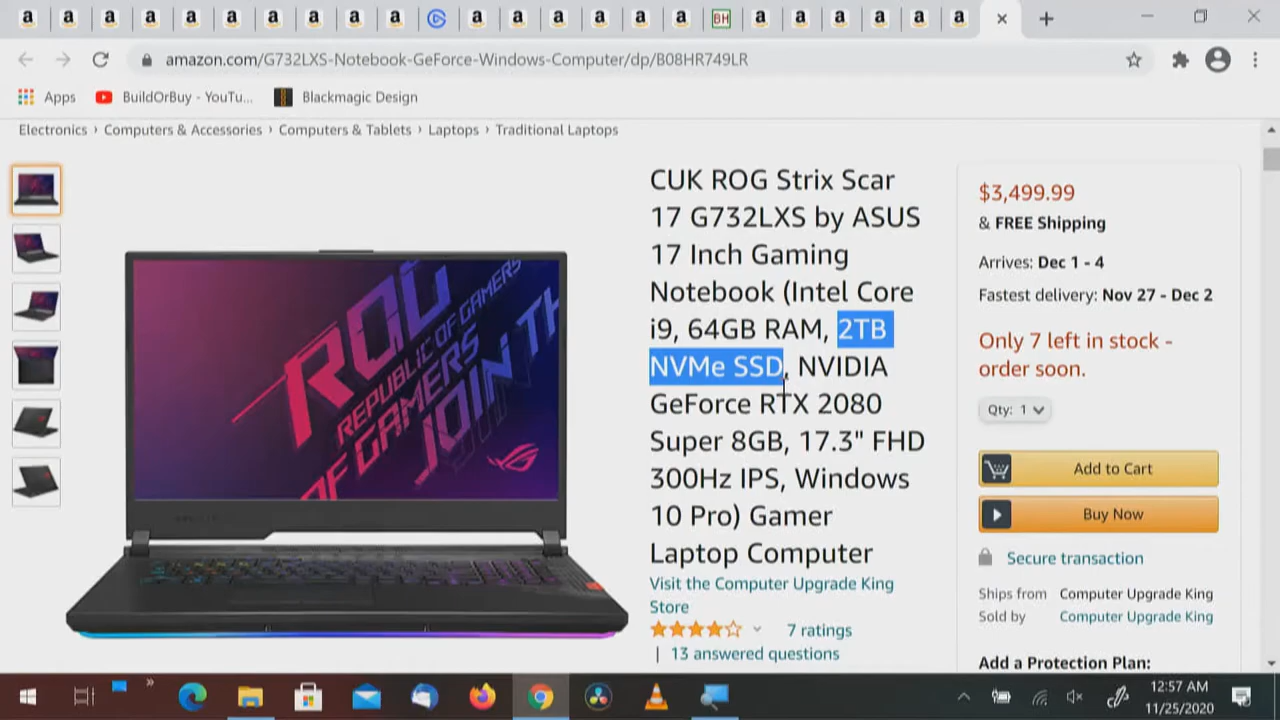 amazon.com/G732LXS-Notebook-GeForce-Windows-Computer/dp/B08HR749LR
Apps
BuildOrBuy - YouTu...
Blackmagic Design
Electronics › Computers & Accessories › Computers & Tablets › Laptops › Traditional Laptops
CUK ROG Strix Scar
17 G732LXS by ASUS
17 Inch Gaming
Notebook (Intel Core
i9, 64GB RAM, 2TB
NVMe SSD, NVIDIA
GeForce RTX 2080
Super 8GB, 17.3" FHD
300Hz IPS, Windows
10 Pro) Gamer
Laptop Computer
Visit the Computer Upgrade King
Store
7 ratings
| 13 answered questions
$3,499.99
& FREE Shipping
Arrives: Dec 1 - 4
Fastest delivery: Nov 27 - Dec 2
Only 7 left in stock -
order soon.
Qty: 1
Add to Cart
Buy Now
Secure transaction
Ships from Computer Upgrade King
Sold by Computer Upgrade King
Add a Protection Plan:
ROG
REPUBLIC OF GAMERS
OF GAMERS
JOIN TH
12:57 AM
11/25/2020